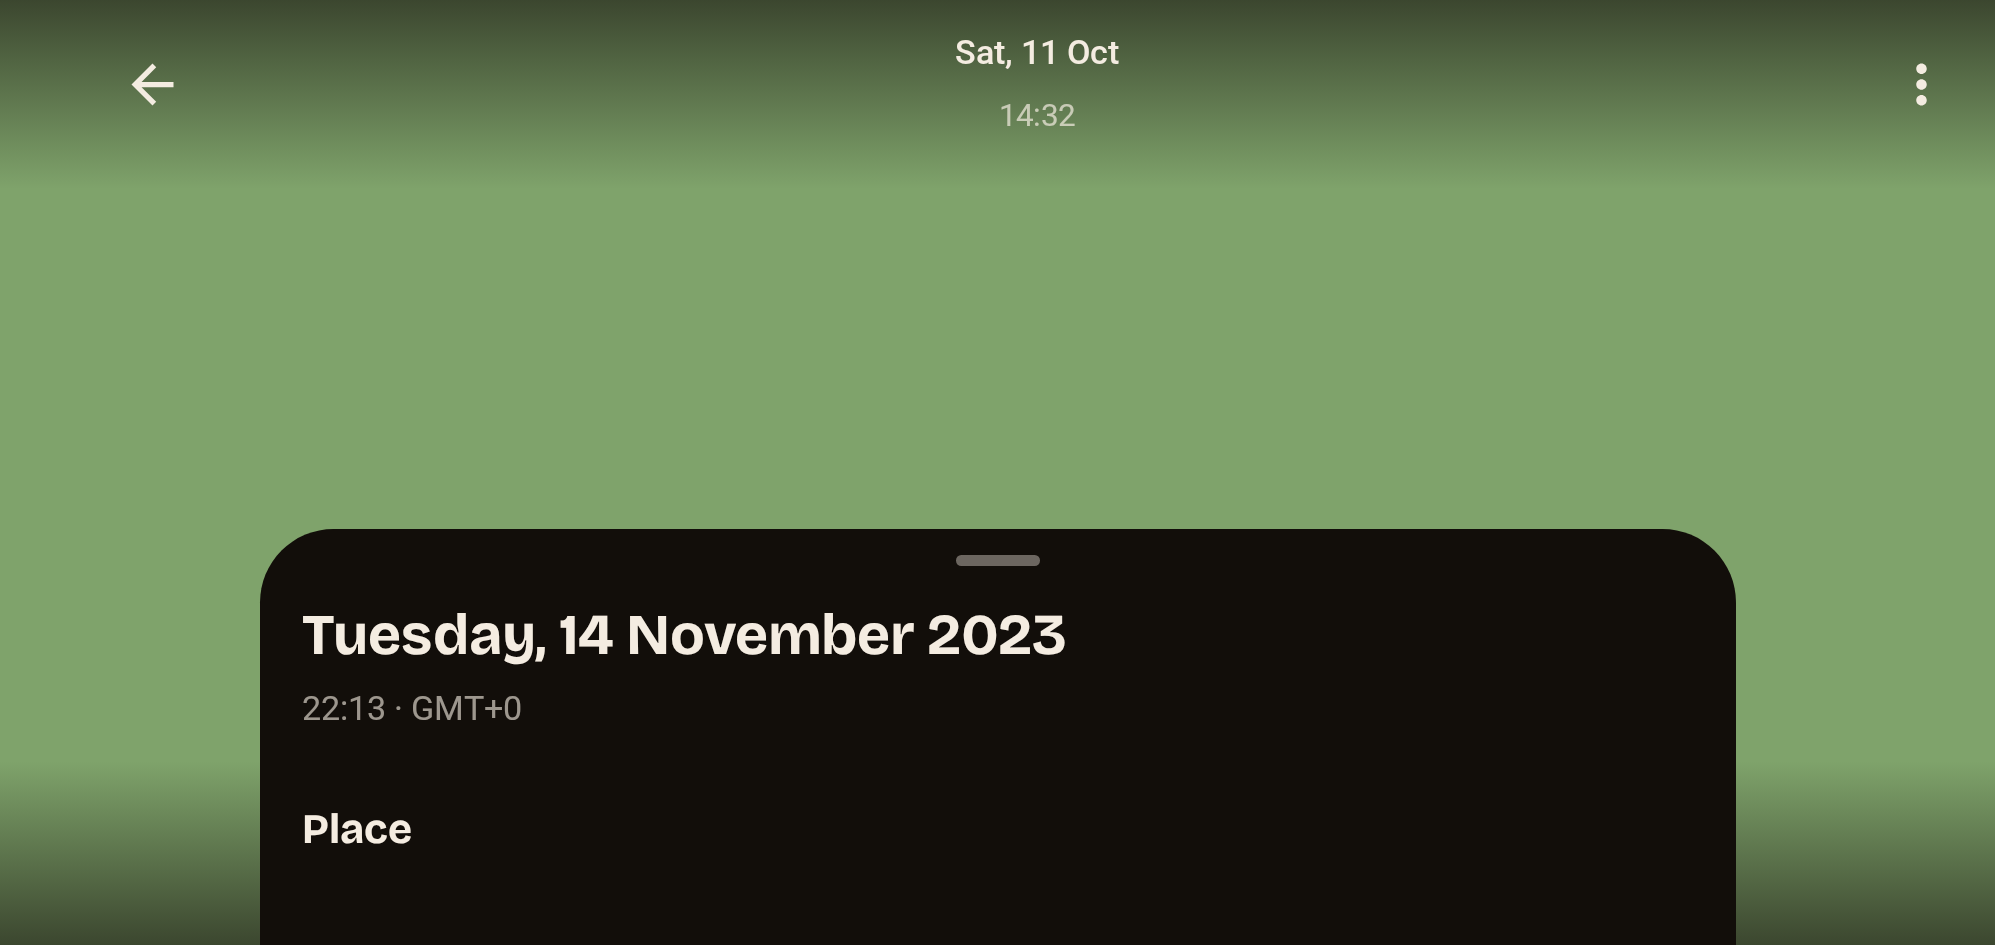 Sat, 11 Oct
14:32
Tuesday, 14 November 2023
22:13 · GMT+0
Place